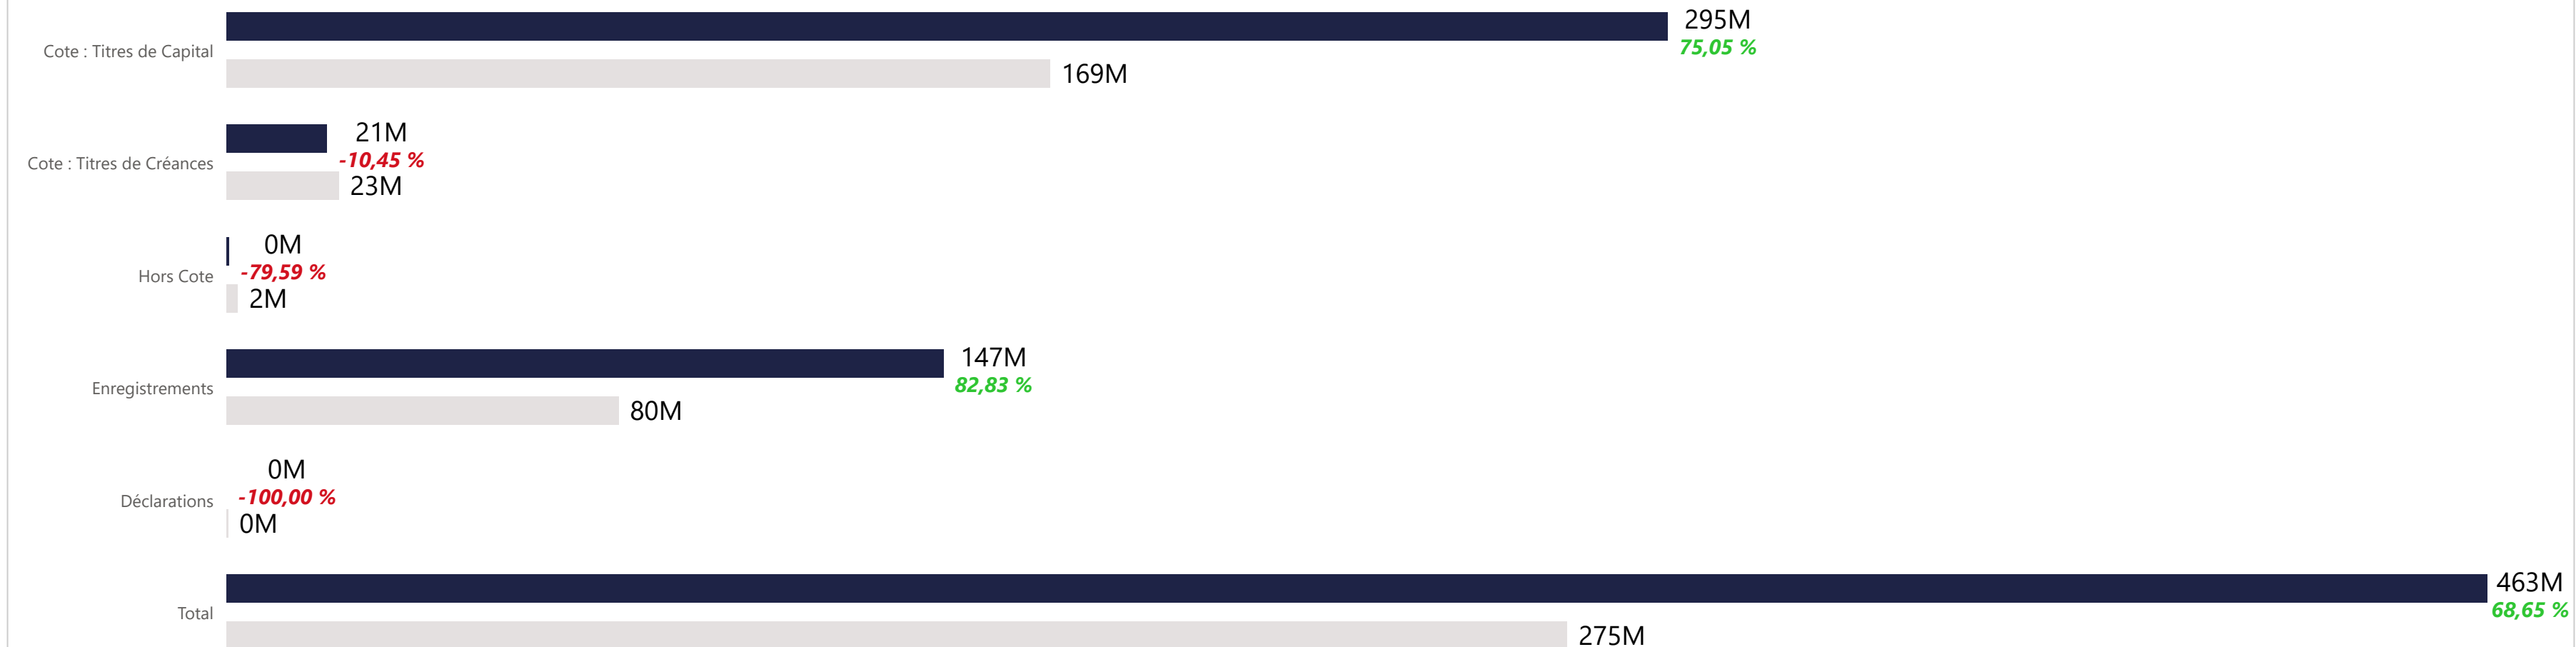 295M
75,05 %
Cote : Titres de Capital
169M
21M
-10,45 %
Cote : Titres de Créances
23M
0M
-79,59 %
Hors Cote
2M
147M
82,83 %
Enregistrements
80M
0M
-100,00 %
Déclarations
0M
463M
68,65 %
Total
275M